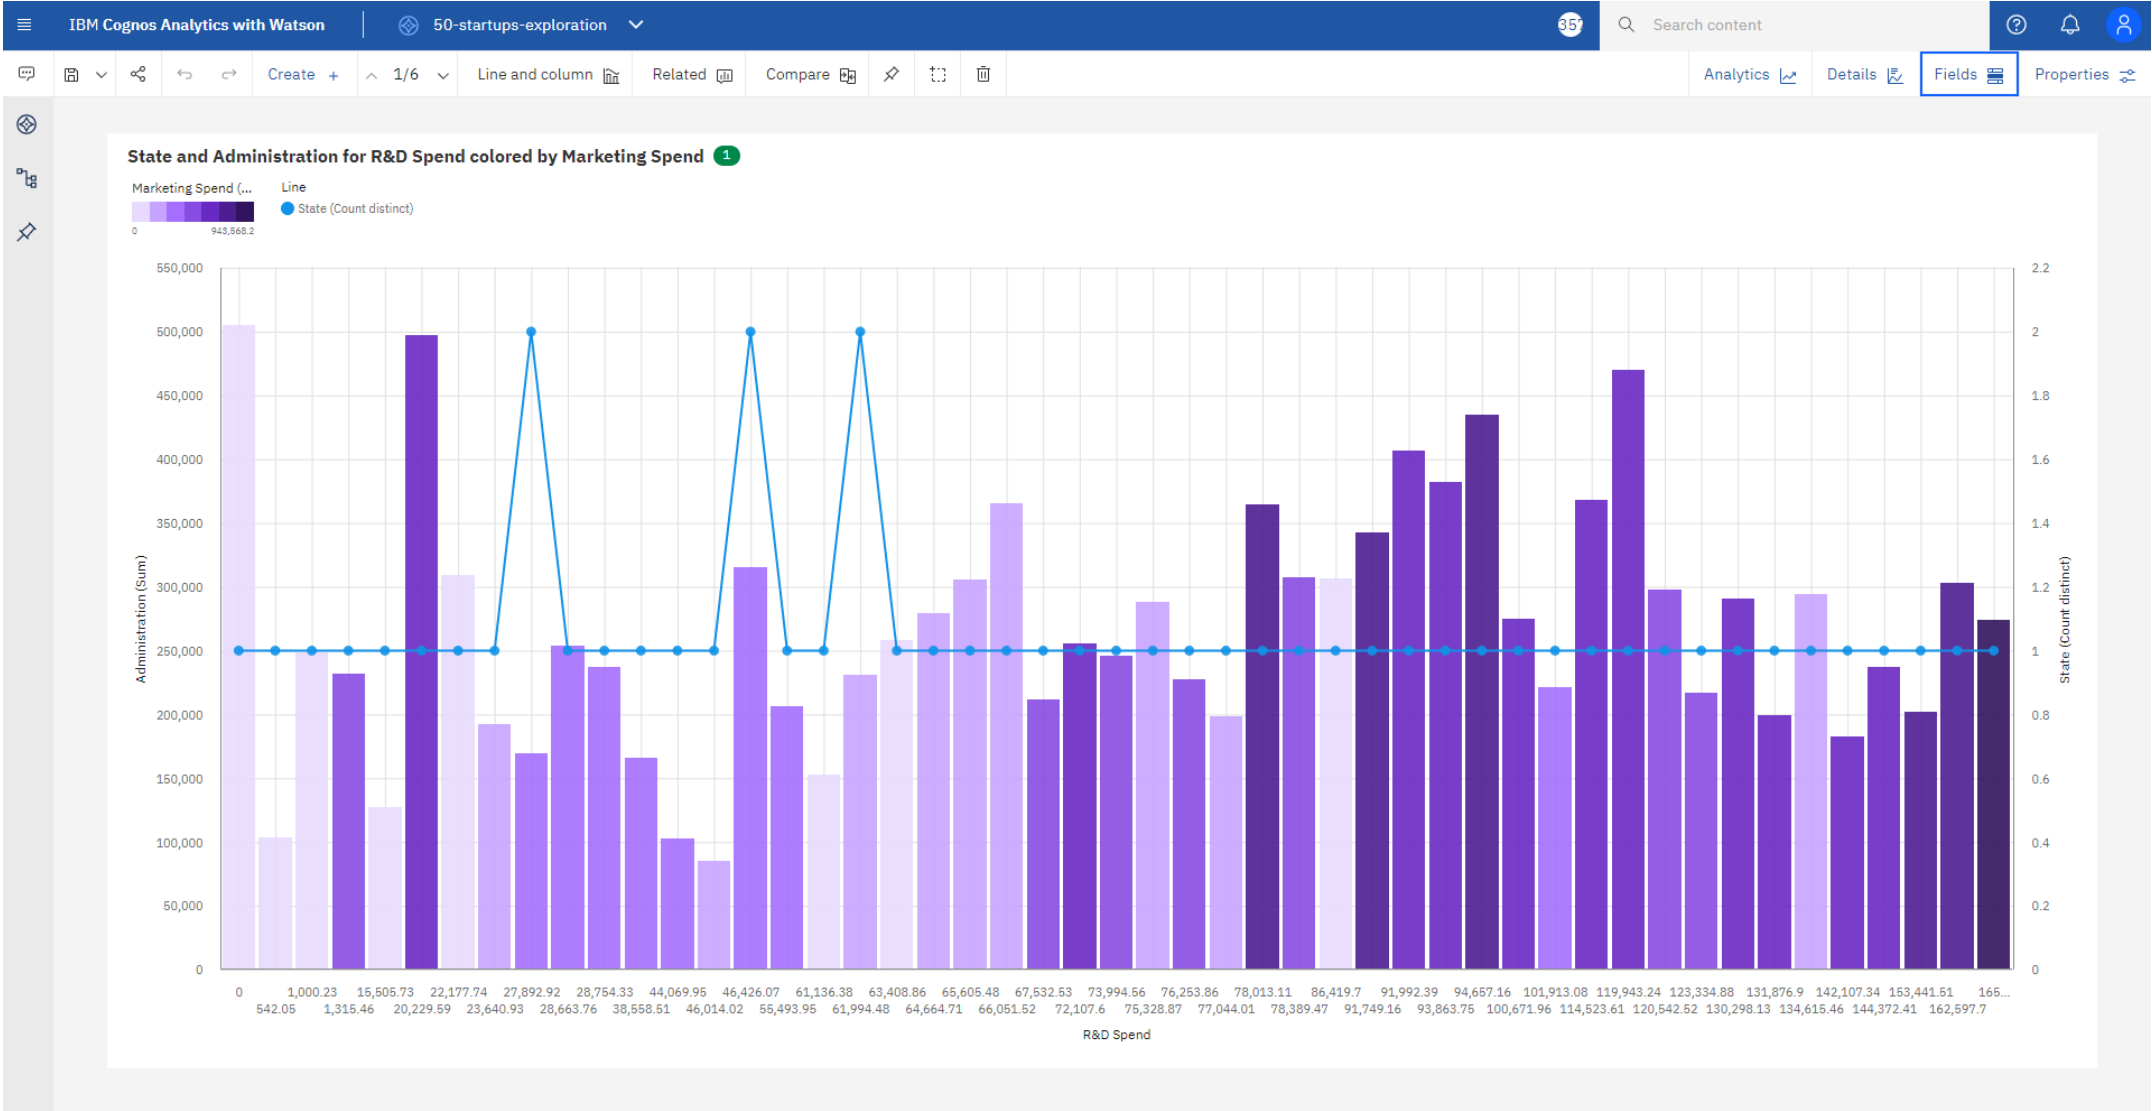 IBM Cognos Analytics with Watson
50-startups-exploration
Search content
Create +
1/6
Line and column
Related
Compare
Analytics
Details
Fields
Properties
State and Administration for R&D Spend colored by Marketing Spend 1
Marketing Spend (...
0 943,568.2
Line
State (Count distinct)
550,000
500,000
450,000
400,000
350,000
300,000
250,000
200,000
150,000
100,000
50,000
0
Administration (Sum)
2.2
2
1.8
1.6
1.4
1.2
1
0.8
0.6
0.4
0.2
0
State (Count distinct)
0 1,000.23 15,505.73 22,177.74 27,892.92 28,754.33 44,069.95 46,426.07 61,136.38 63,408.86 65,605.48 67,532.53 73,994.56 76,253.86 78,013.11 86,419.7 91,992.39 94,657.16 101,913.08 119,943.24 123,334.88 131,876.9 142,107.34 153,441.51 165...
542.05 1,315.46 20,229.59 23,640.93 28,663.76 38,558.51 46,014.02 55,493.95 61,994.48 64,664.71 66,051.52 72,107.6 75,328.87 77,044.01 78,389.47 91,749.16 93,863.75 100,671.96 114,523.61 120,542.52 130,298.13 134,615.46 144,372.41 162,597.7
R&D Spend